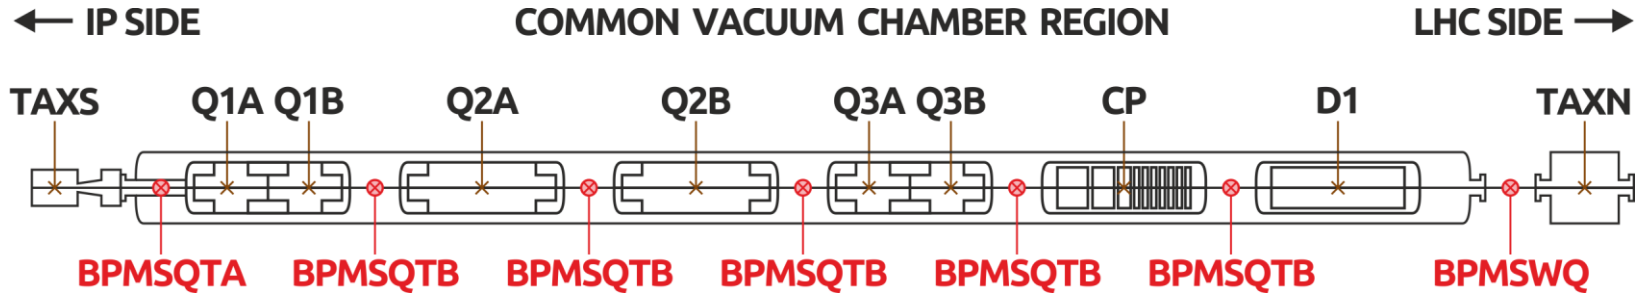 IP SIDE COMMON VACUUM CHAMBER REGION LHC SIDE
TAXS Q1A Q1B Q2A Q2B Q3A Q3B CP D1 TAXN
BPMSQTA BPMSQTB BPMSQTB BPMSQTB BPMSQTB BPMSQTB BPMSWQ